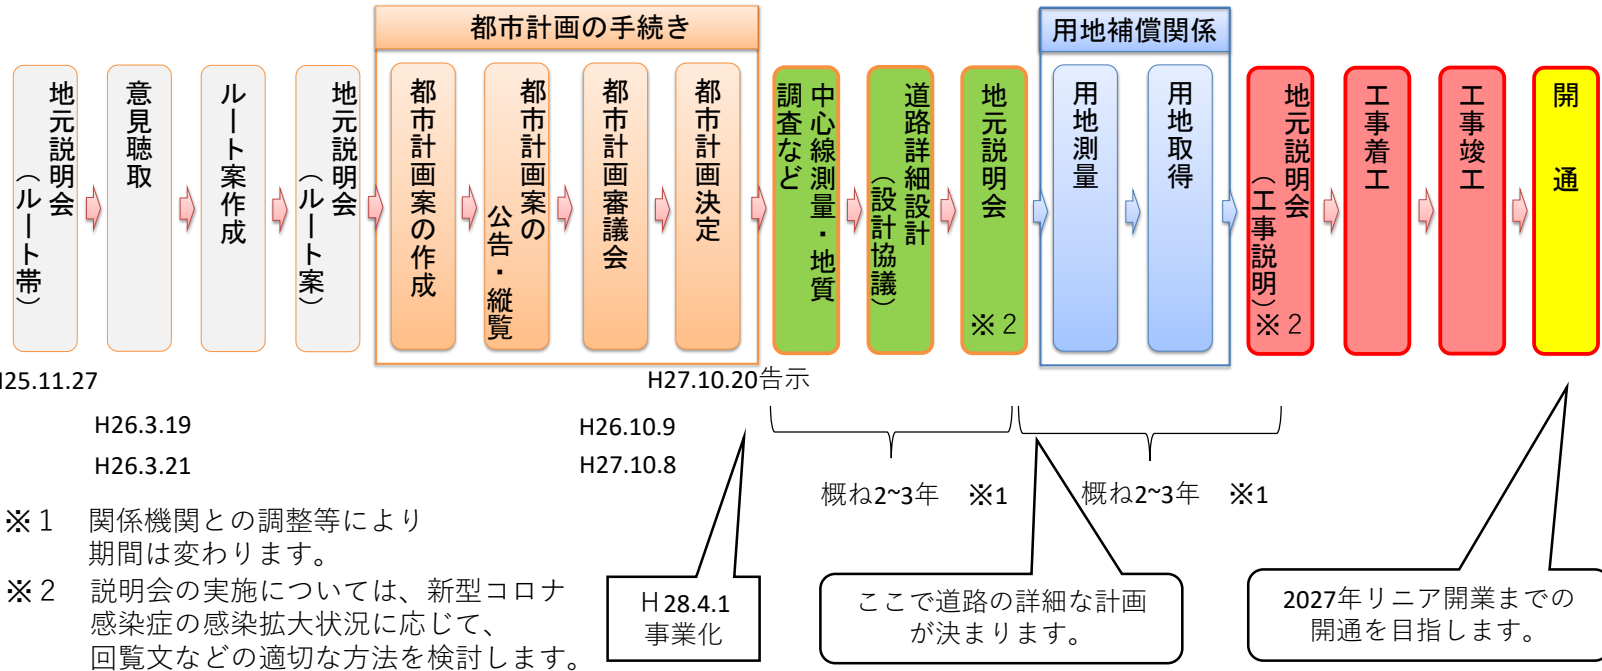 都市計画の手続き
用地補償関係
地元説明会
（ルート帯）
意見聴取
ルート案作成
地元説明会
（ルート案）
都市計画案の作成
都市計画案の
公告・縦覧
都市計画審議会
都市計画決定
中心線測量・地質
調査など
道路詳細設計
（設計協議）
地元説明会
※２
用地測量
用地取得
地元説明会
（工事説明）
※２
工事着工
工事竣工
開　通
H25.11.27
H27.10.20告示
H26.3.19
H26.3.21
H26.10.9
H27.10.8
概ね2~3年　※1
概ね2~3年　※1
※１　関係機関との調整等により
期間は変わります。
※２　説明会の実施については、新型コロナ
感染症の感染拡大状況に応じて、
回覧文などの適切な方法を検討します。
Ｈ28.4.1
事業化
ここで道路の詳細な計画
が決まります。
2027年リニア開業までの
開通を目指します。